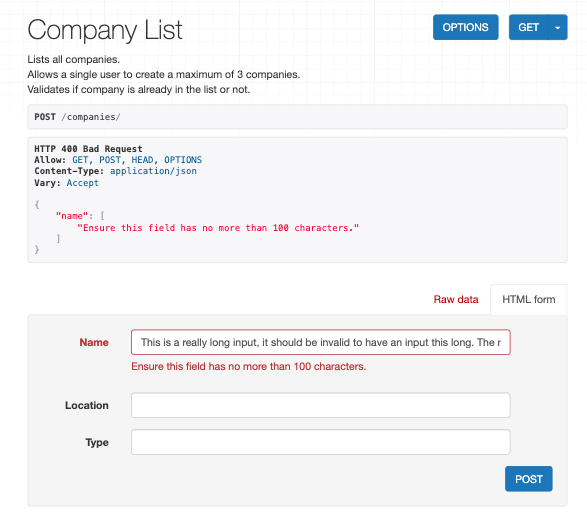 Company List
OPTIONS
GET
Lists all companies.
Allows a single user to create a maximum of 3 companies.
Validates if company is already in the list or not.
POST /companies/
HTTP 400 Bad Request
Allow: GET, POST, HEAD, OPTIONS
Content-Type: application/json
Vary: Accept
{
"name": [
"Ensure this field has no more than 100 characters."
]
}
Raw data
HTML form
Name
This is a really long input, it should be invalid to have an input this long. The r
Ensure this field has no more than 100 characters.
Location
Type
POST